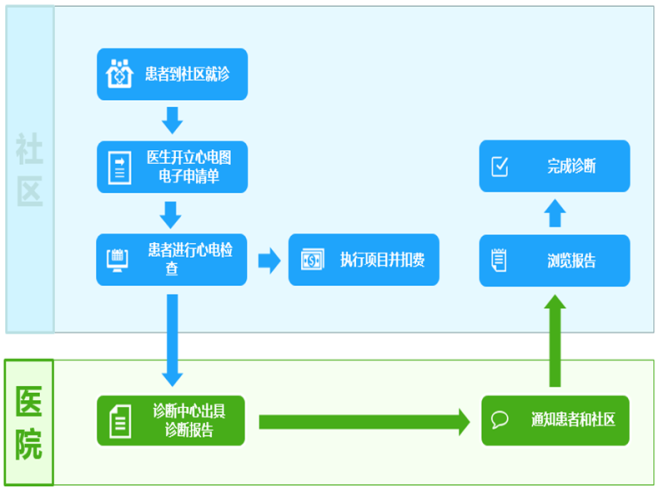 社区
患者到社区就诊
医生开立心电图
电子申请单
患者进行心电检
查
执行项目并扣费
完成诊断
浏览报告
医院
诊断中心出具
诊断报告
通知患者和社区